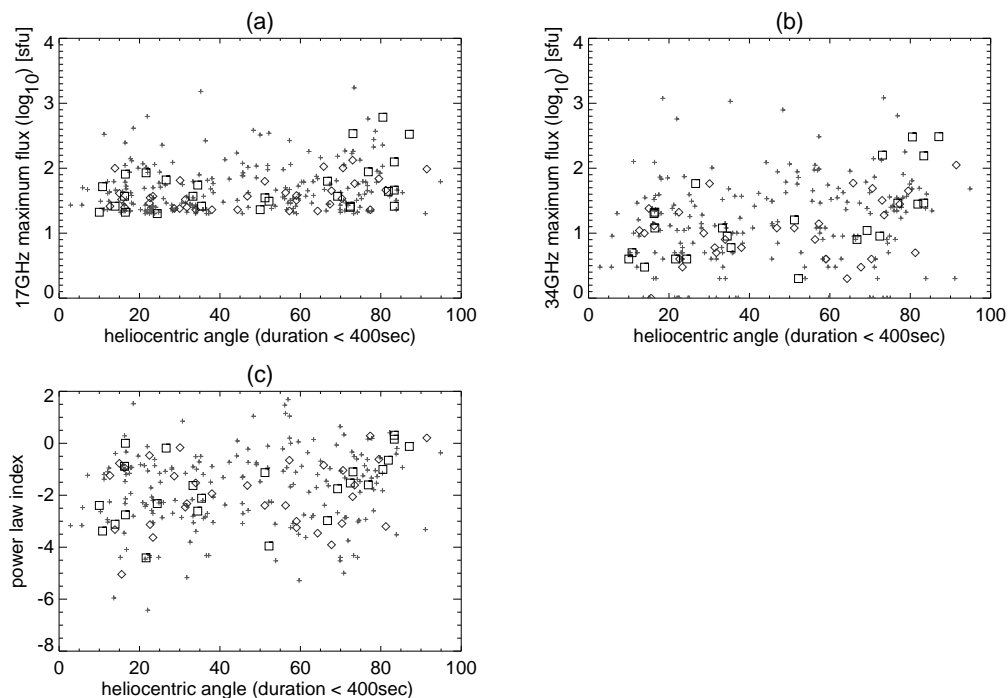 (a)
17GHz maximum flux (log10) [sfu]
4
3
2
1
0
0 20 40 60 80 100
heliocentric angle (duration < 400sec)
(b)
34GHz maximum flux (log10) [sfu]
4
3
2
1
0
0 20 40 60 80 100
heliocentric angle (duration < 400sec)
(c)
power law index
2
0
-2
-4
-6
-8
0 20 40 60 80 100
heliocentric angle (duration < 400sec)